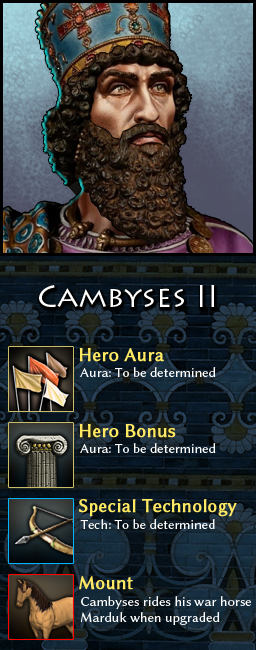 Cambyses II
Hero Aura
Aura: To be determined
Hero Bonus
Aura: To be determined
Special Technology
Tech: To be determined
Mount
Cambyses rides his war horse
Marduk when upgraded